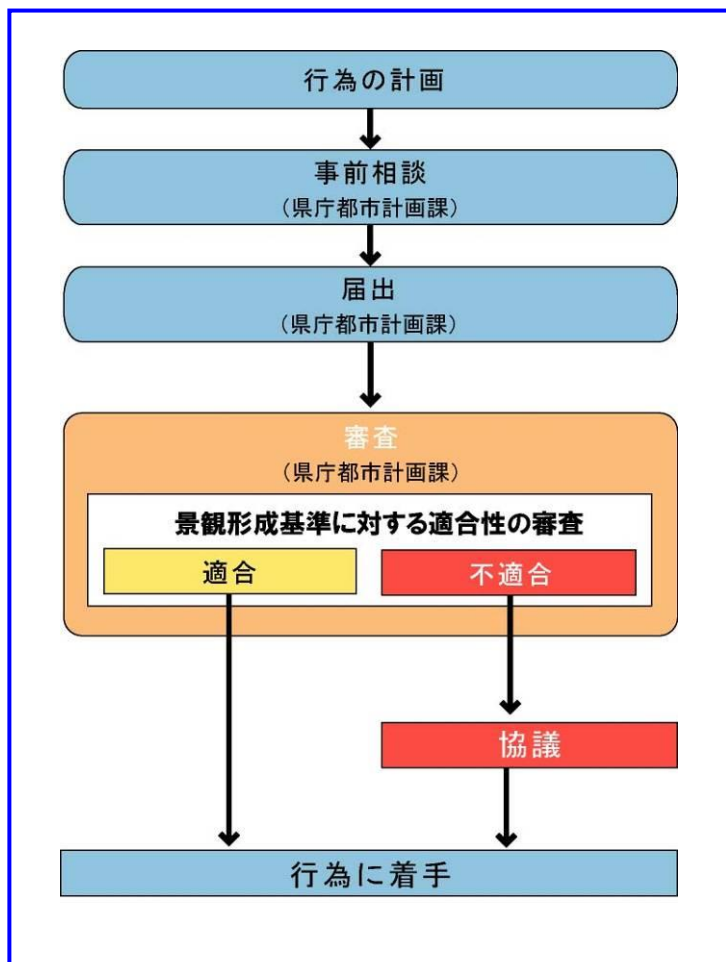 行為の計画
事前相談
（県庁都市計画課）
届出
（県庁都市計画課）
審査
（県庁都市計画課）
景観形成基準に対する適合性の審査
適合
不適合
協議
行為に着手